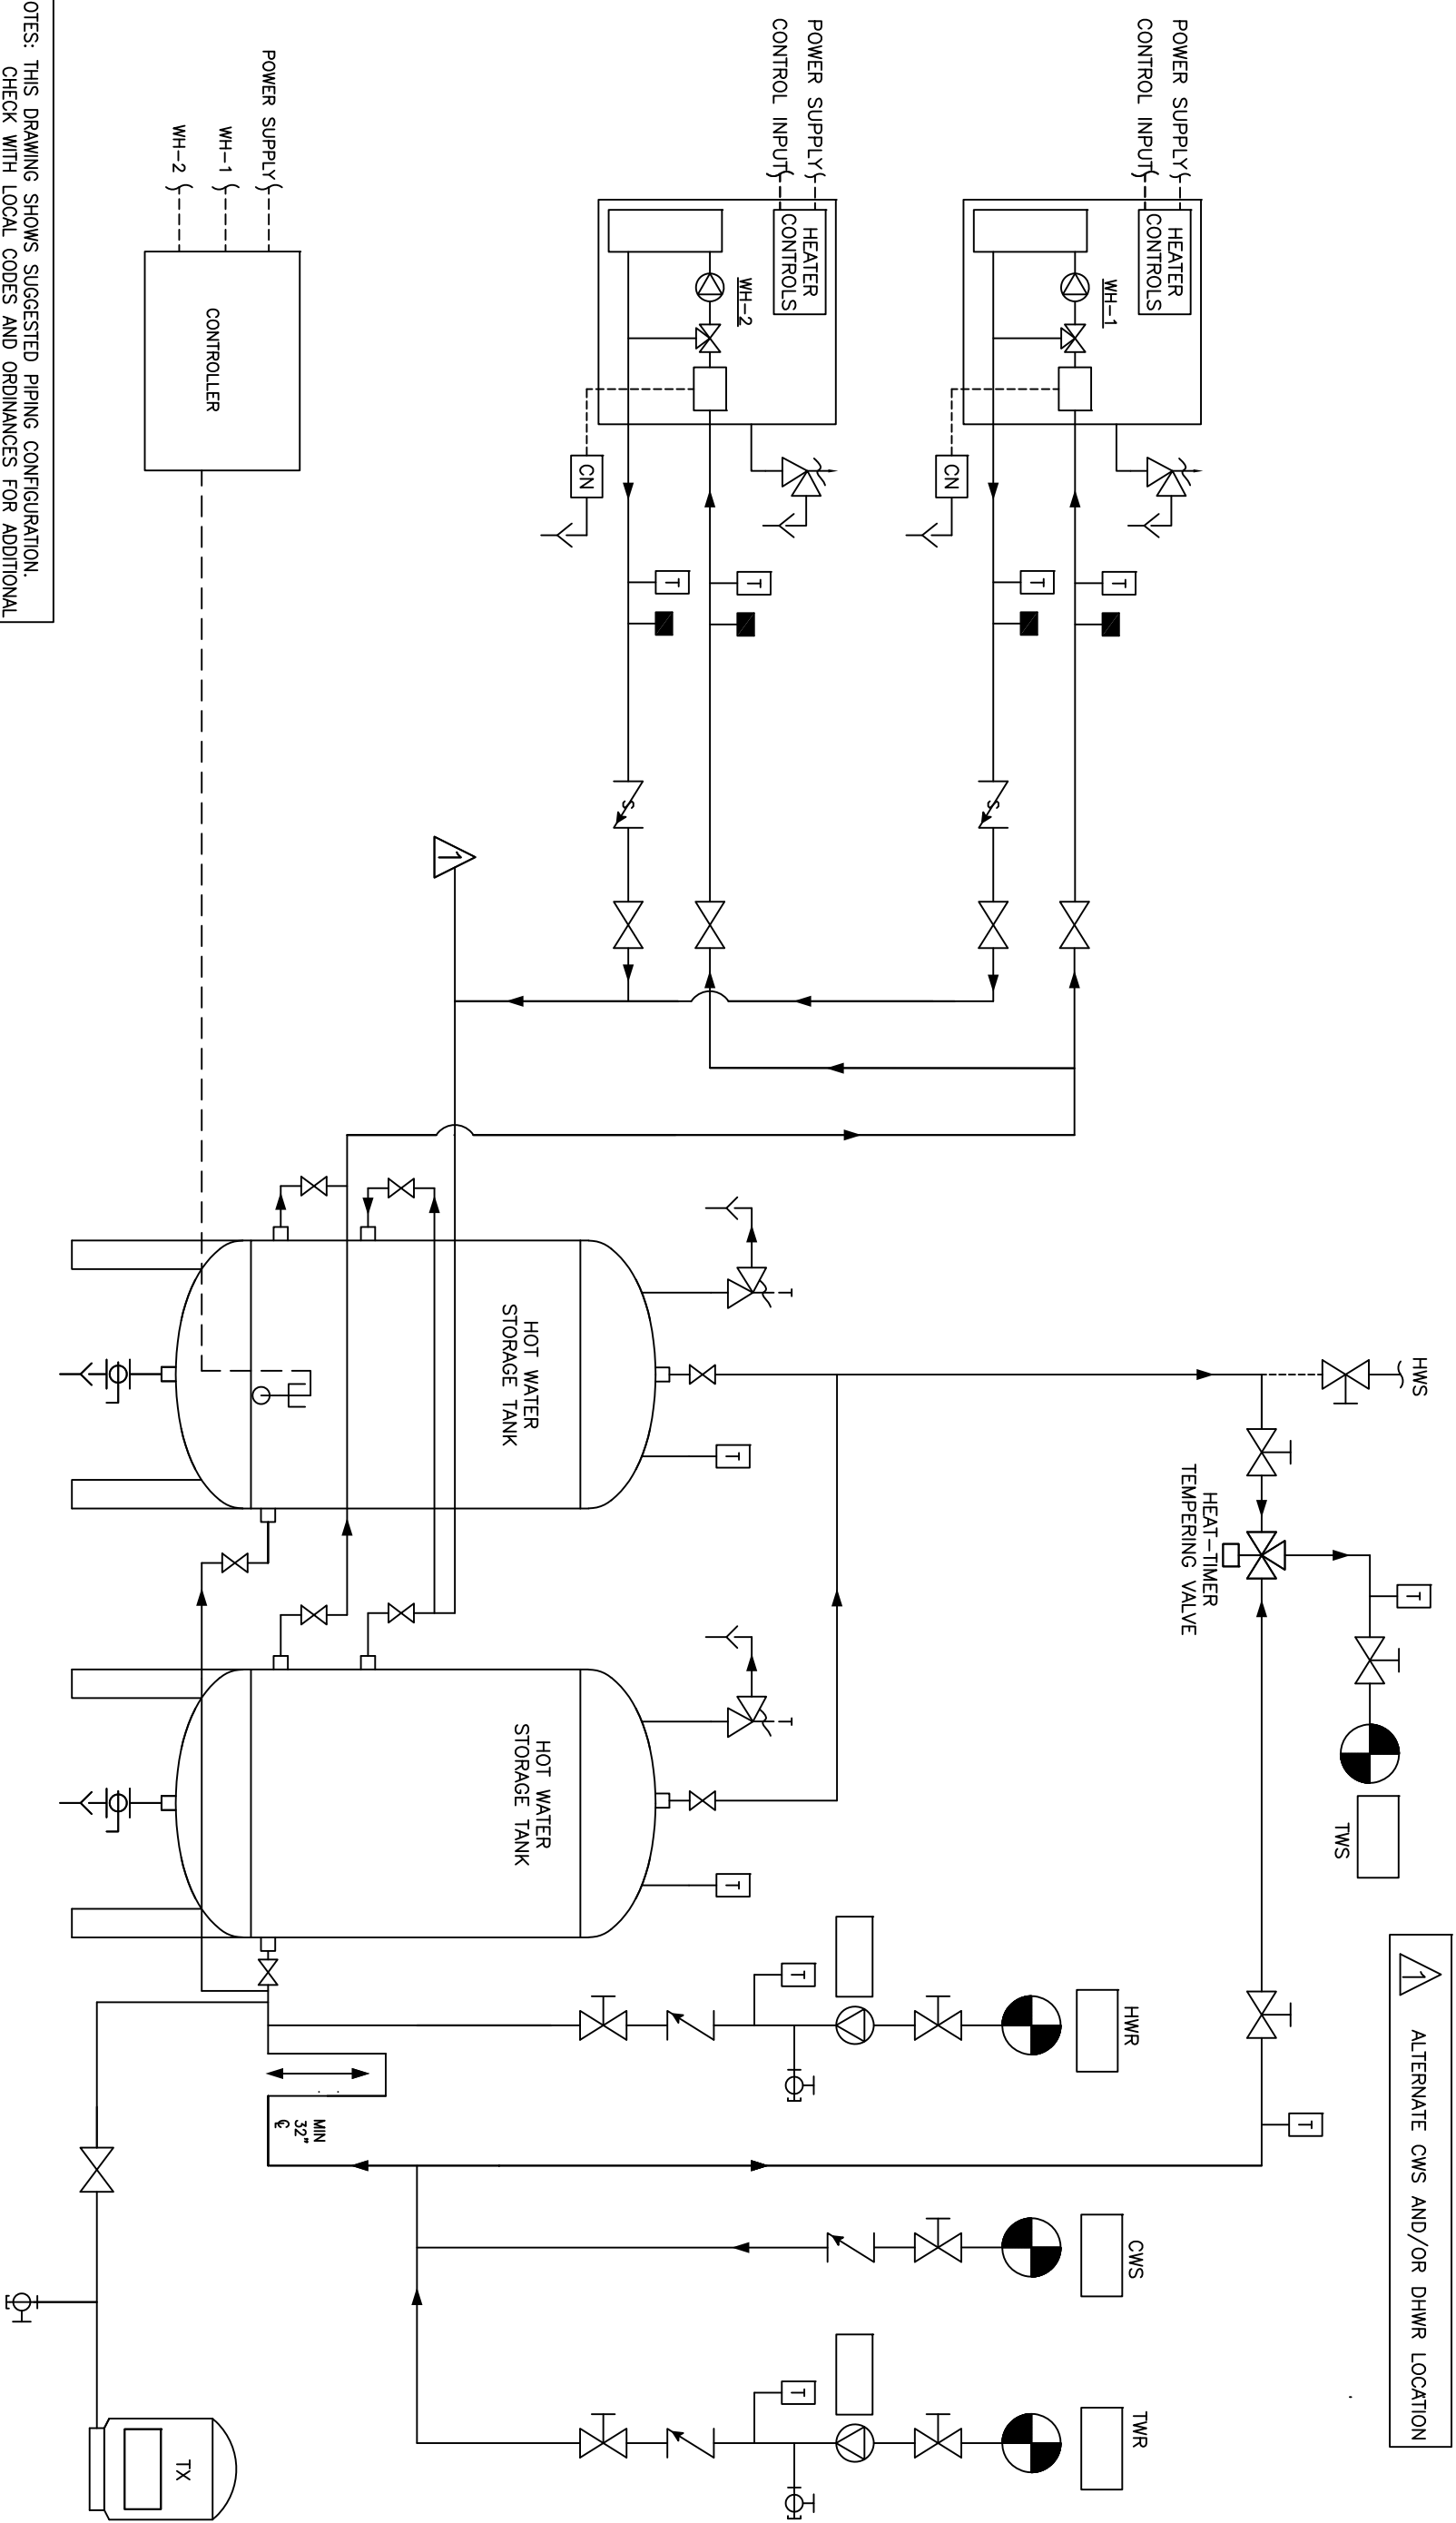 POWER SUPPLY
CONTROL INPUT
HEATER
CONTROLS
WH-1
CN
T
T
POWER SUPPLY
CONTROL INPUT
HEATER
CONTROLS
WH-2
CN
T
T
POWER SUPPLY
WH-1
WH-2
CONTROLLER
S
S
1
HWS
HEAT-TIMER
TEMPERING VALVE
T
TWS
HOT WATER
STORAGE TANK
T
HOT WATER
STORAGE TANK
T
HWR
T
MIN
32"
T
CWS
TWR
T
TX
1 ALTERNATE CWS AND/OR DHWR LOCATION
OTES: THIS DRAWING SHOWS SUGGESTED PIPING CONFIGURATION.
CHECK WITH LOCAL CODES AND ORDINANCES FOR ADDITIONAL